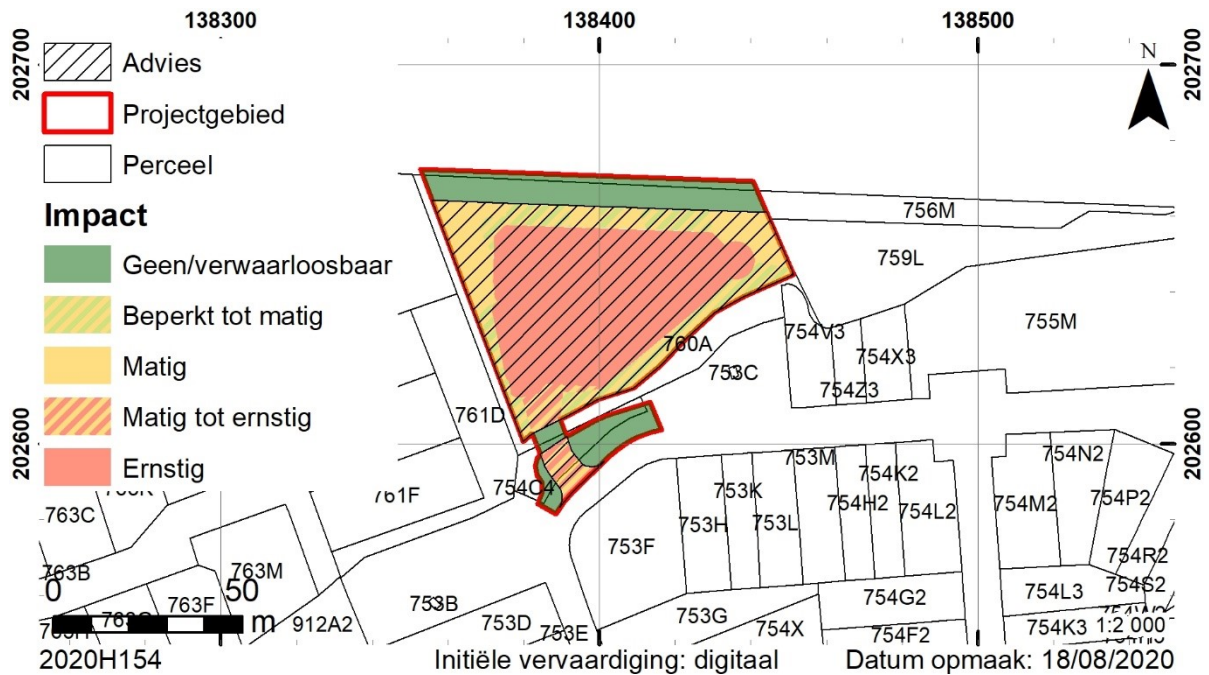 138300 138400 138500
202700 202700
N
Advies
Projectgebied
Perceel
Impact
Geen/verwaarloosbaar
Beperkt tot matig
Matig
Matig tot ernstig
Ernstig
756M
759L
755M
754V3
754X3
754Z3
760A
753C
761D
202600 202600
754C4
761F
763C
763B
763M
763F
912A2
753B
753D
753E
753F
753G
753H
753K
753L
753M
754H2
754K2
754L2
754G2
754F2
754X
754M2
754N2
754P2
754R2
754S2
754L3
754K3
0 50
m
1:2 000
2020H154 Initiële vervaardiging: digitaal Datum opmaak: 18/08/2020